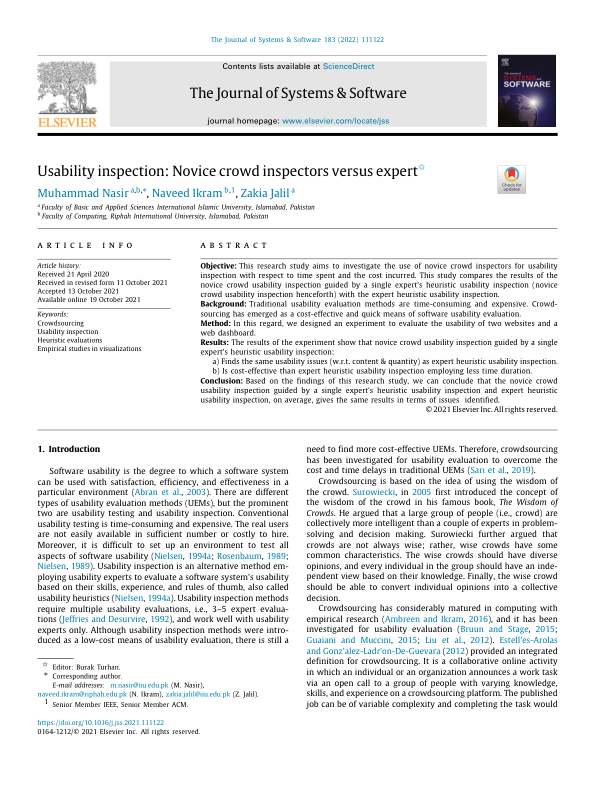 The Journal of Systems & Software 183 (2022) 111122
Contents lists available at ScienceDirect
The Journal of Systems & Software
journal homepage: www.elsevier.com/locate/jss
ELSEVIER
SYSTEMS
SOFTWARE
Usability inspection: Novice crowd inspectors versus expert☆
Check for
updates
Muhammad Nasir a,b,*, Naveed Ikram b,1, Zakia Jalil a
a Faculty of Basic and Applied Sciences International Islamic University, Islamabad, Pakistan
b Faculty of Computing, Riphah International University, Islamabad, Pakistan
ARTICLE INFO
Article history:
Received 21 April 2020
Received in revised form 11 October 2021
Accepted 13 October 2021
Available online 19 October 2021
Keywords:
Crowdsourcing
Usability inspection
Heuristic evaluations
Empirical studies in visualizations
ABSTRACT
Objective: This research study aims to investigate the use of novice crowd inspectors for usability
inspection with respect to time spent and the cost incurred. This study compares the results of the
novice crowd usability inspection guided by a single expert's heuristic usability inspection (novice
crowd usability inspection henceforth) with the expert heuristic usability inspection.
Background: Traditional usability evaluation methods are time-consuming and expensive. Crowd-
sourcing has emerged as a cost-effective and quick means of software usability evaluation.
Method: In this regard, we designed an experiment to evaluate the usability of two websites and a
web dashboard.
Results: The results of the experiment show that novice crowd usability inspection guided by a single
expert's heuristic usability inspection:
a) Finds the same usability issues (w.r.t. content & quantity) as expert heuristic usability inspection.
b) Is cost-effective than expert heuristic usability inspection employing less time duration.
Conclusion: Based on the findings of this research study, we can conclude that the novice crowd
usability inspection guided by a single expert's heuristic usability inspection and expert heuristic
usability inspection, on average, gives the same results in terms of issues identified.
© 2021 Elsevier Inc. All rights reserved.
1. Introduction
Software usability is the degree to which a software system
can be used with satisfaction, efficiency, and effectiveness in a
particular environment (Abran et al., 2003). There are different
types of usability evaluation methods (UEMs), but the prominent
two are usability testing and usability inspection. Conventional
usability testing is time-consuming and expensive. The real users
are not easily available in sufficient number or costly to hire.
Moreover, it is difficult to set up an environment to test all
aspects of software usability (Nielsen, 1994a; Rosenbaum, 1989;
Nielsen, 1989). Usability inspection is an alternative method em-
ploying usability experts to evaluate a software system's usability
based on their skills, experience, and rules of thumb, also called
usability heuristics (Nielsen, 1994a). Usability inspection methods
require multiple usability evaluations, i.e., 3–5 expert evalua-
tions (Jeffries and Desurvire, 1992), and work well with usability
experts only. Although usability inspection methods were intro-
duced as a low-cost means of usability evaluation, there is still a
☆ Editor: Burak Turhan.
* Corresponding author.
E-mail addresses: m.nasir@iiu.edu.pk (M. Nasir),
naveed.ikram@riphah.edu.pk (N. Ikram), zakia.jalil@iiu.edu.pk (Z. Jalil).
1 Senior Member IEEE, Senior Member ACM.
need to find more cost-effective UEMs. Therefore, crowdsourcing
has been investigated for usability evaluation to overcome the
cost and time delays in traditional UEMs (Sarı et al., 2019).
Crowdsourcing is based on the idea of using the wisdom of
the crowd. Surowiecki, in 2005 first introduced the concept of
the wisdom of the crowd in his famous book, The Wisdom of
Crowds. He argued that a large group of people (i.e., crowd) are
collectively more intelligent than a couple of experts in problem-
solving and decision making. Surowiecki further argued that
crowds are not always wise; rather, wise crowds have some
common characteristics. The wise crowds should have diverse
opinions, and every individual in the group should have an inde-
pendent view based on their knowledge. Finally, the wise crowd
should be able to convert individual opinions into a collective
decision.
Crowdsourcing has considerably matured in computing with
empirical research (Ambreen and Ikram, 2016), and it has been
investigated for usability evaluation (Bruun and Stage, 2015;
Guaiani and Muccini, 2015; Liu et al., 2012). Estell'es-Arolas
and Gonz'alez-Ladr'on-De-Guevara (2012) provided an integrated
definition for crowdsourcing. It is a collaborative online activity
in which an individual or an organization announces a work task
via an open call to a group of people with varying knowledge,
skills, and experience on a crowdsourcing platform. The published
job can be of variable complexity and completing the task would
https://doi.org/10.1016/j.jss.2021.111122
0164-1212/© 2021 Elsevier Inc. All rights reserved.